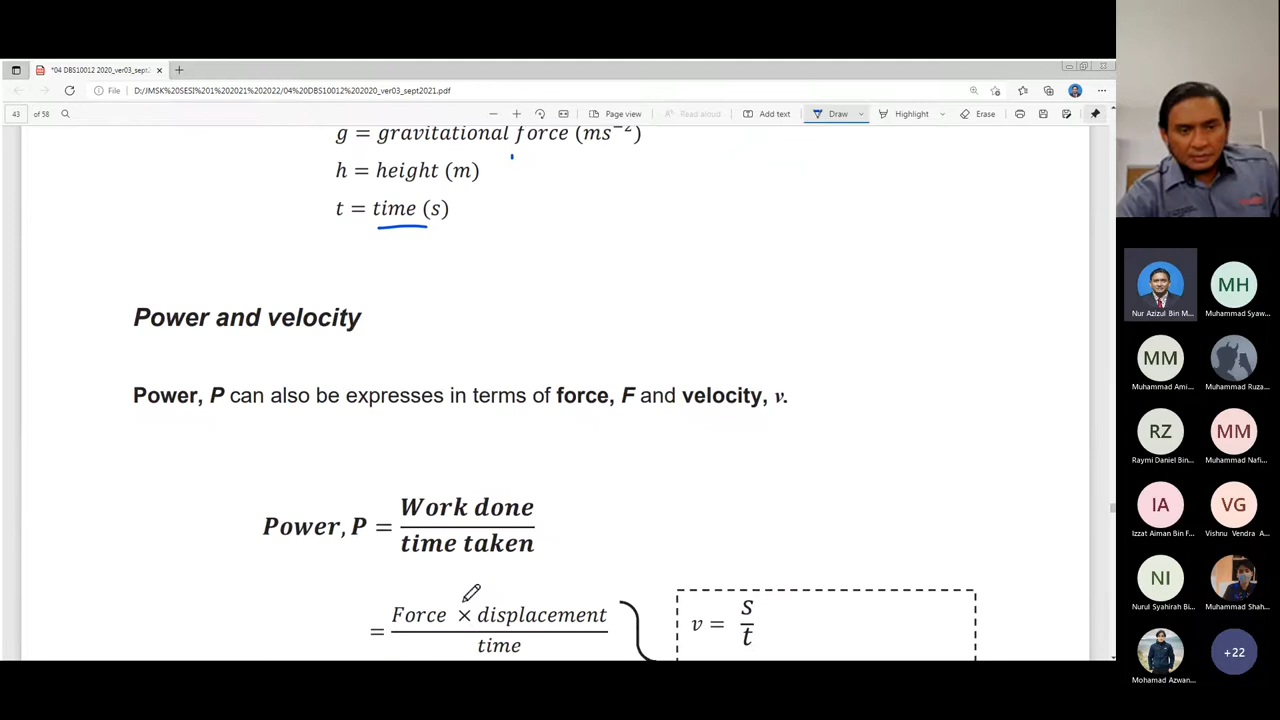 *04 DBS10012 2020_ver03_sept2
File
D:/JMSK%20SESI%201%202021%202022/04%20DBS10012%202020_ver03_sept2021.pdf
43 of 58
Page view
Read aloud
Add text
Draw
Highlight
Erase
g = gravitational force (ms⁻²)
h = height (m)
t = time (s)
Power and velocity
Power, P can also be expresses in terms of force, F and velocity, v.
Power, P = Work done / time taken
= Force × displacement / time
v = s / t
Nur Azizul Bin M...
MH
Muhammad Syaw...
MM
Muhammad Ami...
Muhammad Ruza...
RZ
Raymi Daniel Bin...
MM
Muhammad Nafi...
IA
Izzat Aiman Bin F...
VG
Vishnu Vendra A...
NI
Nurul Syahirah Bi...
Muhammad Shah...
Mohamad Azwan...
+22